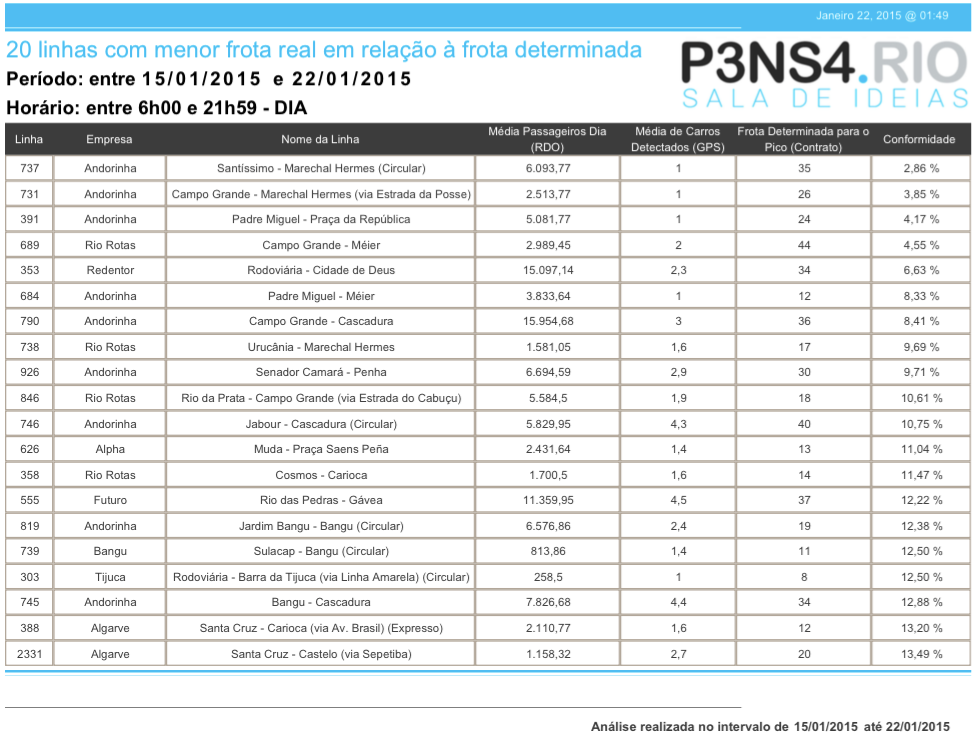 Janeiro 22, 2015 @ 01:49
20 linhas com menor frota real em relação à frota determinada
Período: entre 15/01/2015 e 22/01/2015
Horário: entre 6h00 e 21h59 - DIA
P3NS4.RIO
SALA DE IDEIAS
Linha Empresa Nome da Linha Média Passageiros Dia (RDO) Média de Carros Detectados (GPS) Frota Determinada para o Pico (Contrato) Conformidade
737 Andorinha Santíssimo - Marechal Hermes (Circular) 6.093,77 1 35 2,86 %
731 Andorinha Campo Grande - Marechal Hermes (via Estrada da Posse) 2.513,77 1 26 3,85 %
391 Andorinha Padre Miguel - Praça da República 5.081,77 1 24 4,17 %
689 Rio Rotas Campo Grande - Méier 2.989,45 2 44 4,55 %
353 Redentor Rodoviária - Cidade de Deus 15.097,14 2,3 34 6,63 %
684 Andorinha Padre Miguel - Méier 3.833,64 1 12 8,33 %
790 Andorinha Campo Grande - Cascadura 15.954,68 3 36 8,41 %
738 Rio Rotas Urucânia - Marechal Hermes 1.581,05 1,6 17 9,69 %
926 Andorinha Senador Camará - Penha 6.694,59 2,9 30 9,71 %
846 Rio Rotas Rio da Prata - Campo Grande (via Estrada do Cabuçu) 5.584,5 1,9 18 10,61 %
746 Andorinha Jabour - Cascadura (Circular) 5.829,95 4,3 40 10,75 %
626 Alpha Muda - Praça Saens Peña 2.431,64 1,4 13 11,04 %
358 Rio Rotas Cosmos - Carioca 1.700,5 1,6 14 11,47 %
555 Futuro Rio das Pedras - Gávea 11.359,95 4,5 37 12,22 %
819 Andorinha Jardim Bangu - Bangu (Circular) 6.576,86 2,4 19 12,38 %
739 Bangu Sulacap - Bangu (Circular) 813,86 1,4 11 12,50 %
303 Tijuca Rodoviária - Barra da Tijuca (via Linha Amarela) (Circular) 258,5 1 8 12,50 %
745 Andorinha Bangu - Cascadura 7.826,68 4,4 34 12,88 %
388 Algarve Santa Cruz - Carioca (via Av. Brasil) (Expresso) 2.110,77 1,6 12 13,20 %
2331 Algarve Santa Cruz - Castelo (via Sepetiba) 1.158,32 2,7 20 13,49 %
Análise realizada no intervalo de 15/01/2015 até 22/01/2015